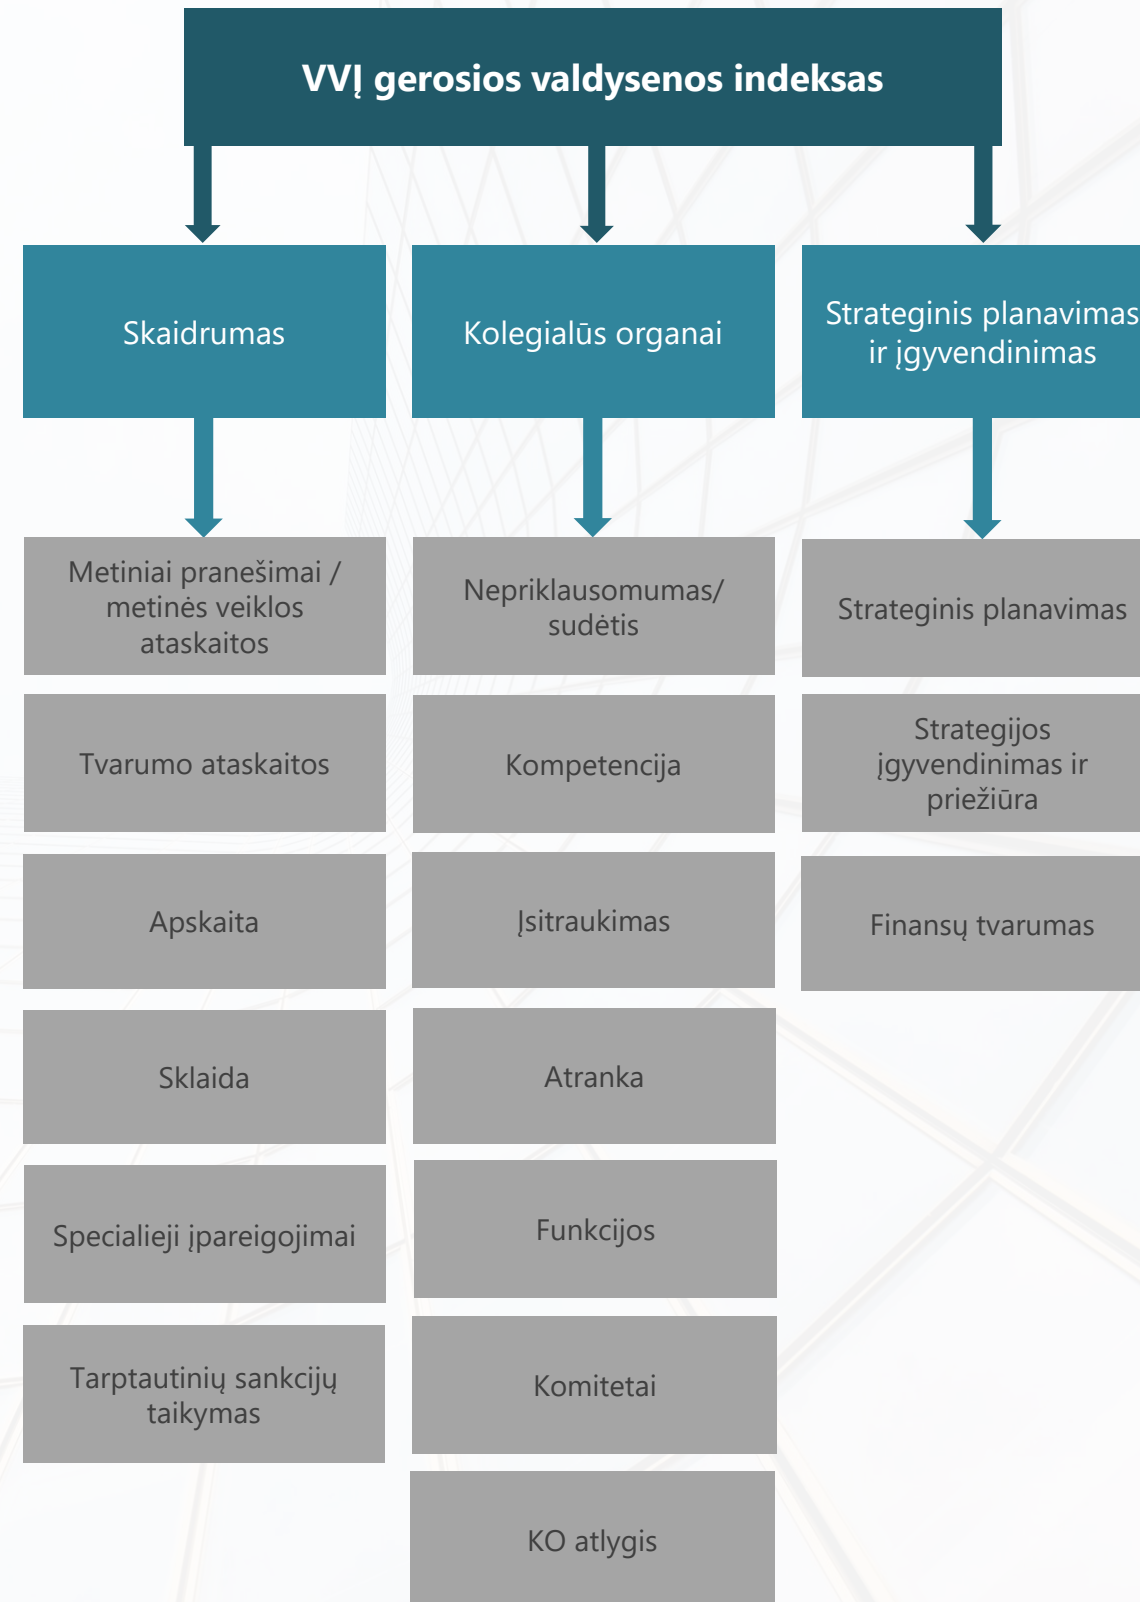 VVĮ gerosios valdysenos indeksas
Skaidrumas
Kolegialūs organai
Strateginis planavimas
ir įgyvendinimas
Metiniai pranešimai /
metinės veiklos
ataskaitos
Tvarumo ataskaitos
Apskaita
Sklaida
Specialieji įpareigojimai
Tarptautinių sankcijų
taikymas
Nepriklausomumas/
sudėtis
Kompetencija
Įsitraukimas
Atranka
Funkcijos
Komitetai
KO atlygis
Strateginis planavimas
Strategijos
įgyvendinimas ir
priežiūra
Finansų tvarumas